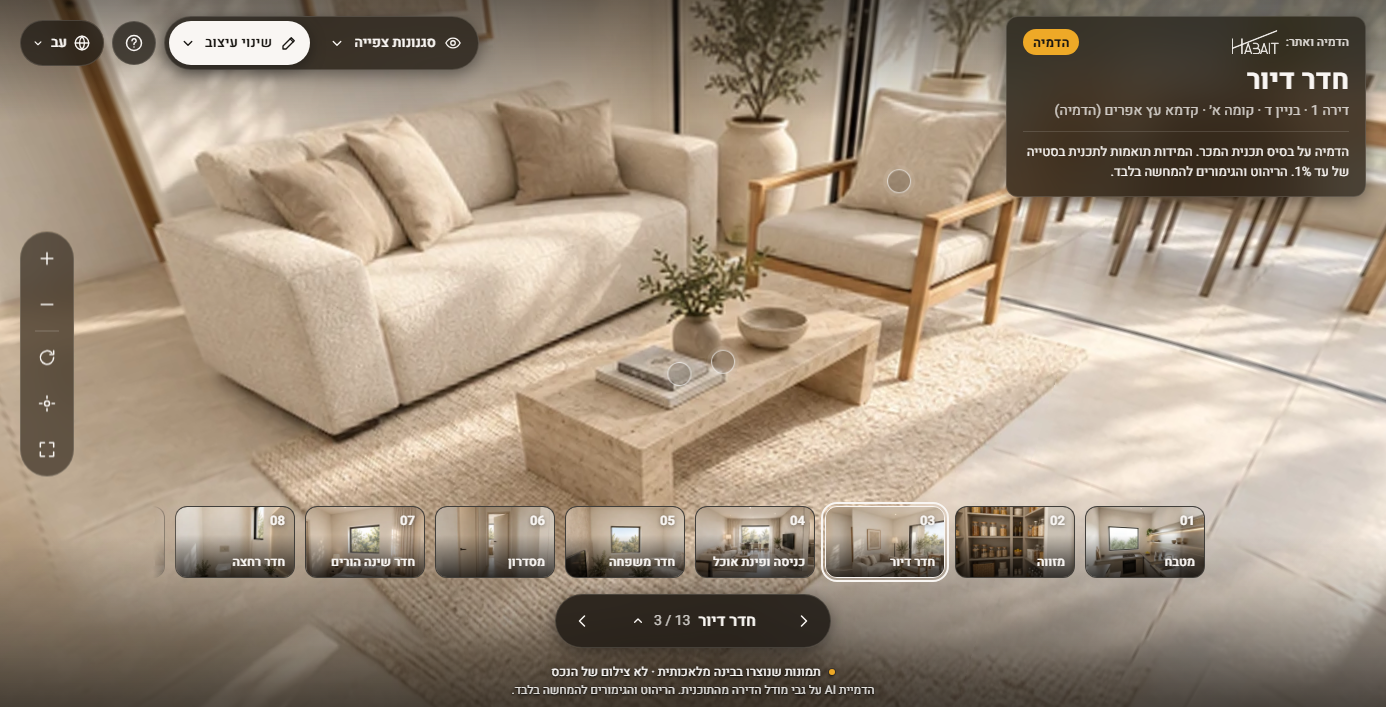 הדמיה ואתר: HABAIT
הדמיה
חדר דיור
דירה 1 · בניין ד · קומה א' · קדמא עץ אפרים (הדמיה)
הדמיה על בסיס תכנית המכר. המידות תואמות לתכנית בסטייה
של עד 1%. הריהוט והגימורים להמחשה בלבד.
סגנונות צפייה
שינוי עיצוב
עב
01
מטבח
02
מזווה
03
חדר דיור
04
כניסה ופינת אוכל
05
חדר משפחה
06
מסדרון
07
חדר שינה הורים
08
חדר רחצה
חדר דיור 3 / 13
תמונות שנוצרו בבינה מלאכותית · לא צילום של הנכס
הדמיית AI על גבי מודל הדירה מהתוכנית. הריהוט והגימורים להמחשה בלבד.